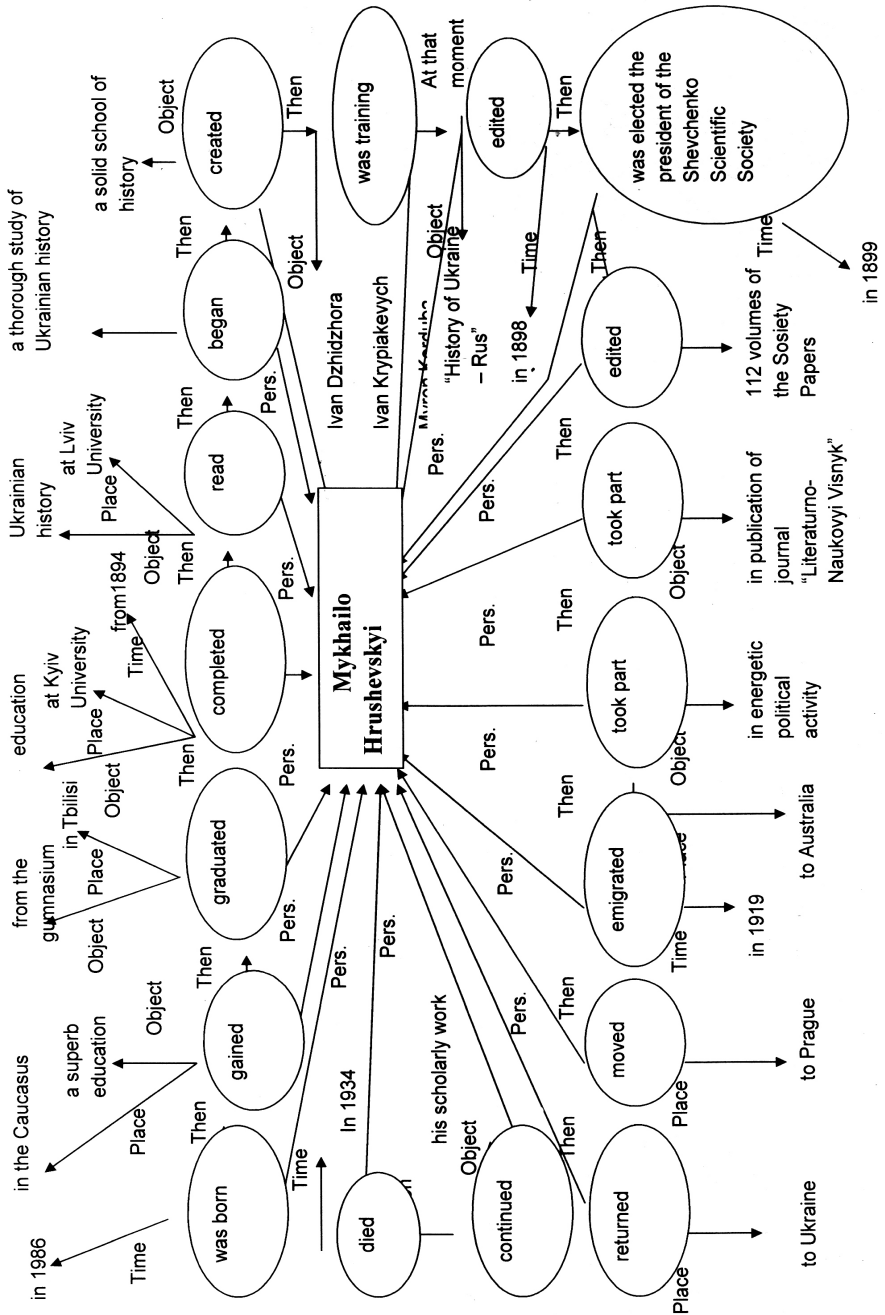 in 1986
Time
was born
Then
in the Caucasus
Place
a superb
education
Object
gained
Then
from the
gumnasium
Object
in Tbilisi
Place
graduated
Then
education
Object
at Kyiv
University
Place
from1894
Time
completed
Then
Ukrainian
history
Object
at Lviv
University
Place
read
Then
a thorough study of
Ukrainian history
began
Then
a solid school of
history
Object
created
Then
Object
Ivan Dzhidzhora
Ivan Krypiakevych
Myron Korduba
was training
At that
moment
Object
"History of Ukraine
– Rus"
Time
in 1898
edited
Then
was elected the
president of the
Shevchenko
Scientific
Society
Time
in 1899
Then
edited
112 volumes of
the Sosiety
Papers
Then
took part
Object
in publication of
journal
"Literaturno-
Naukovyi Visnyk"
Then
took part
Object
in energetic
political
activity
Then
emigrated
Time
in 1919
to Australia
Then
moved
Place
to Prague
Then
returned
Place
to Ukraine
continued
Object
his scholarly work
died
Time
In 1934
Mykhailo
Hrushevskyi
Pers.
Pers.
Pers.
Pers.
Pers.
Pers.
Pers.
Pers.
Pers.
Pers.
Pers.
Pers.